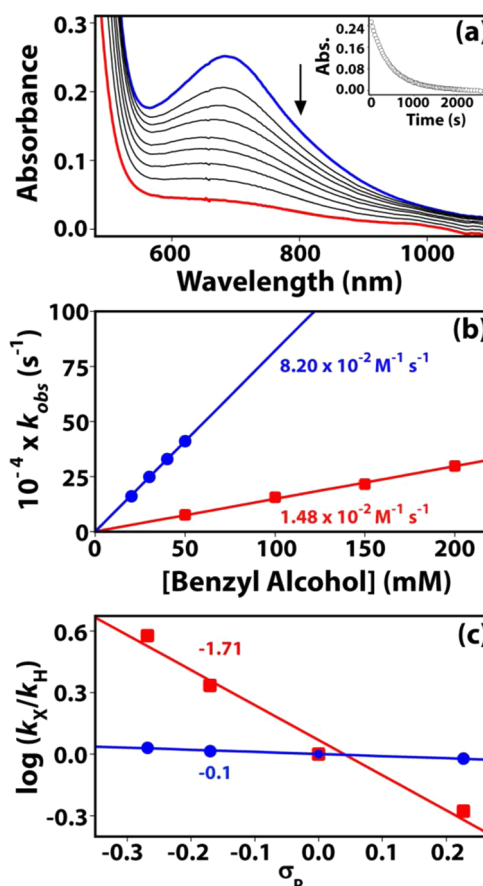 (a)
Absorbance
0.3
0.2
0.1
0.0
Abs.
0.24
0.16
0.08
0.00
0 1000 2000
Time (s)
600 800 1000
Wavelength (nm)
(b)
10⁻⁴ x k_obs (s⁻¹)
100
75
50
25
0
8.20 x 10⁻² M⁻¹ s⁻¹
1.48 x 10⁻² M⁻¹ s⁻¹
0 50 100 150 200
[Benzyl Alcohol] (mM)
(c)
log (k_X/k_H)
0.6
0.3
0.0
-0.3
-1.71
-0.1
-0.3 -0.2 -0.1 0.0 0.1 0.2
σ_p